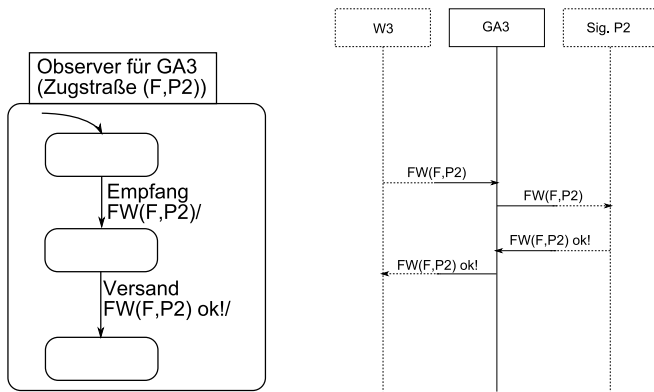 Observer für GA3
(Zugstraße (F,P2))
Empfang
FW(F,P2)/
Versand
FW(F,P2) ok!/
W3
GA3
Sig. P2
FW(F,P2)
FW(F,P2)
FW(F,P2) ok!
FW(F,P2) ok!